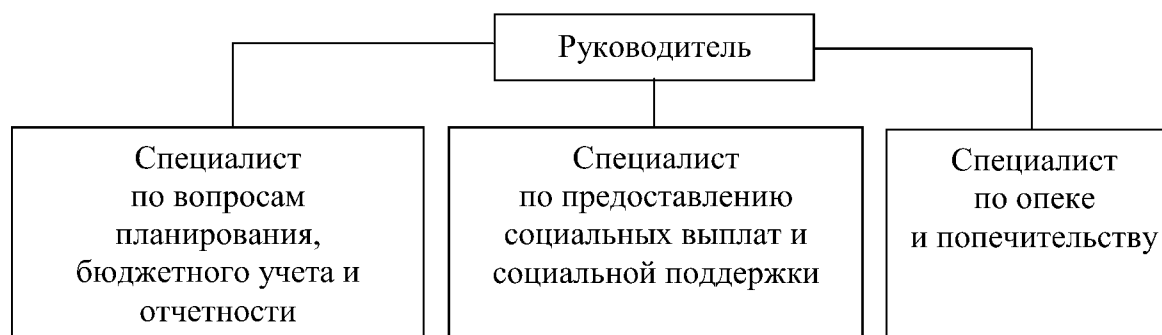 Руководитель
Специалист
по вопросам
планирования,
бюджетного учета и
отчетности
Специалист
по предоставлению
социальных выплат и
социальной поддержки
Специалист
по опеке
и попечительству